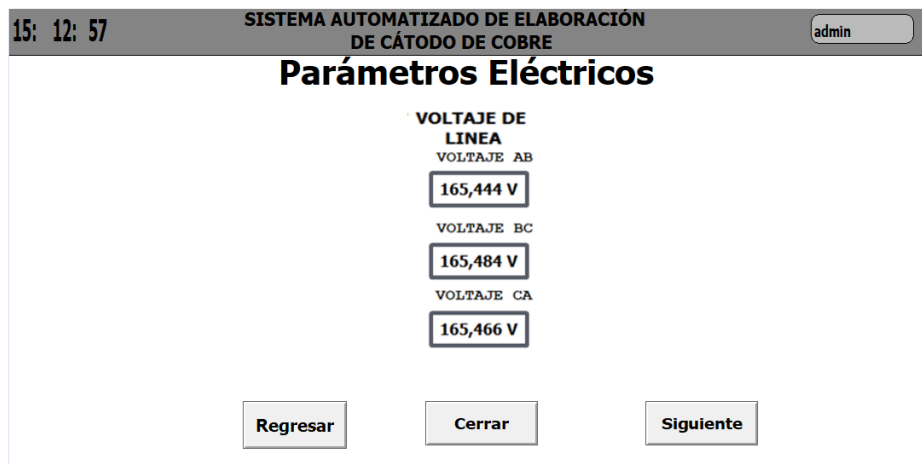 15: 12: 57
SISTEMA AUTOMATIZADO DE ELABORACIÓN
DE CÁTODO DE COBRE
admin
Parámetros Eléctricos
VOLTAJE DE
LINEA
VOLTAJE AB
165,444 V
VOLTAJE BC
165,484 V
VOLTAJE CA
165,466 V
Regresar
Cerrar
Siguiente